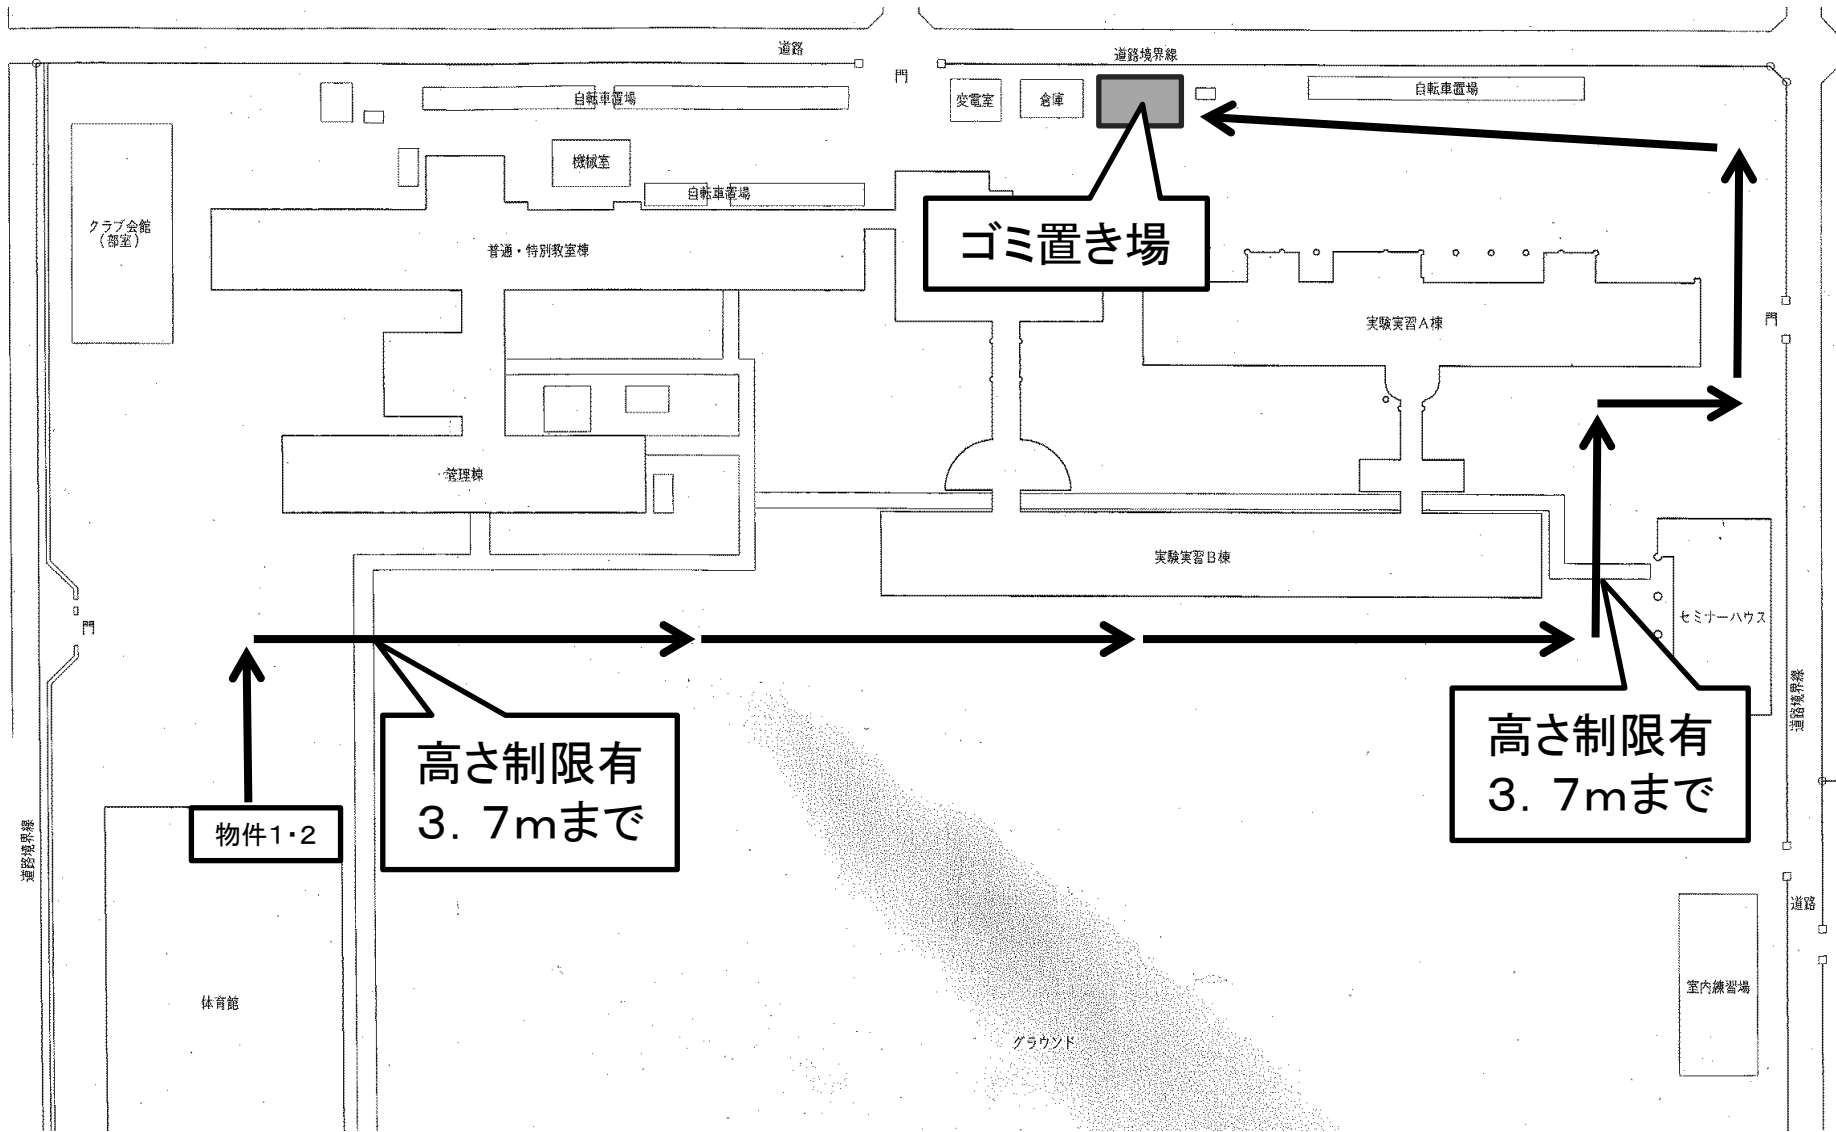 道路
道路境界線
門
自転車置場
変電室
倉庫
自転車置場
機械室
自転車置場
クラブ会館
（部室）
普通・特別教室棟
ゴミ置き場
実験実習A棟
門
管理棟
実験実習B棟
セミナーハウス
門
高さ制限有
3．7mまで
高さ制限有
3．7mまで
道路境界線
物件1・2
道路境界線
道路
体育館
室内練習場
グラウンド